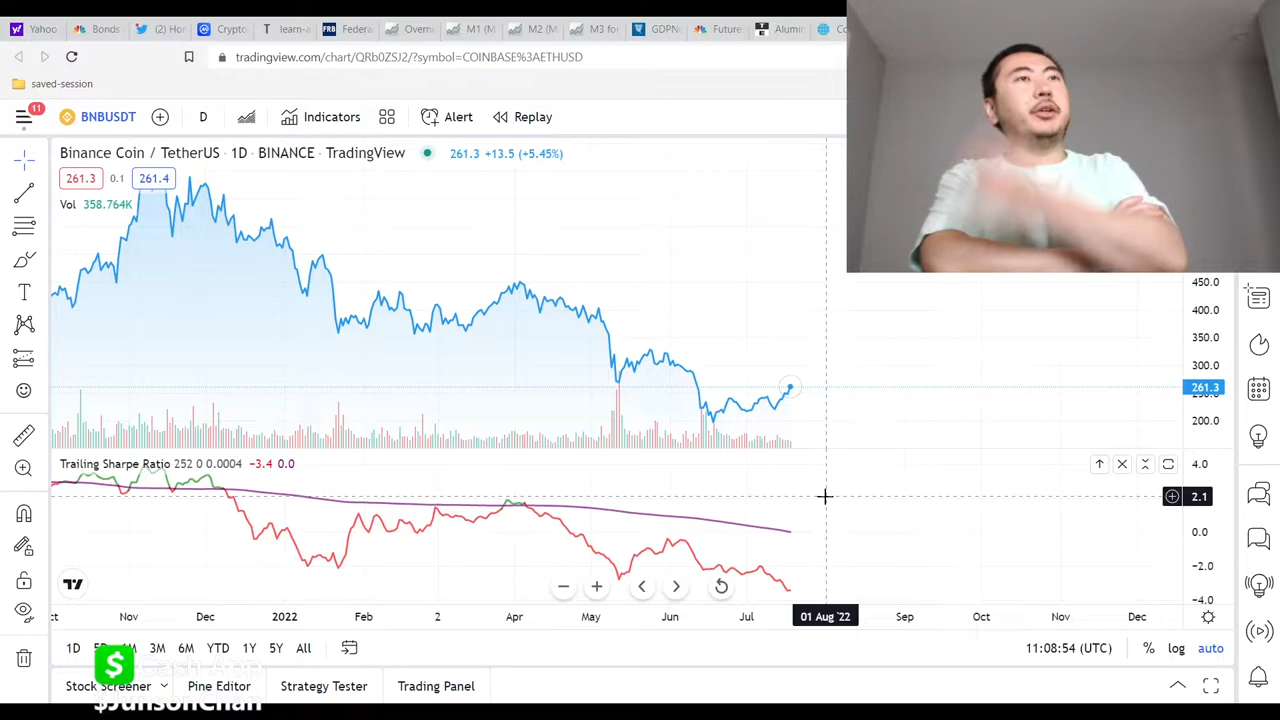 Yahoo
Bonds
(2) Ho
Crypto
learn-a
Federa
Overn
M1 (M
M2 (M
M3 for
GDPN
Future
Alumi
Co
tradingview.com/chart/QRb0ZSJ2/?symbol=COINBASE%3AETHUSD
saved-session
11
BNBUSDT
D
Indicators
Alert
Replay
Binance Coin / TetherUS · 1D · BINANCE · TradingView
261.3 +13.5 (+5.45%)
261.3
0.1
261.4
Vol 358.764K
450.0
400.0
350.0
300.0
261.3
200.0
Trailing Sharpe Ratio 252 0 0.0004 −3.4 0.0
4.0
2.1
0.0
−2.0
−4.0
Nov
Dec
2022
Feb
2
Apr
May
Jun
Jul
01 Aug '22
Sep
Oct
Nov
Dec
1D
3M
6M
YTD
1Y
5Y
All
11:08:54 (UTC)
%
log
auto
Cash App
$JunsonChan
Stock Screener
Pine Editor
Strategy Tester
Trading Panel